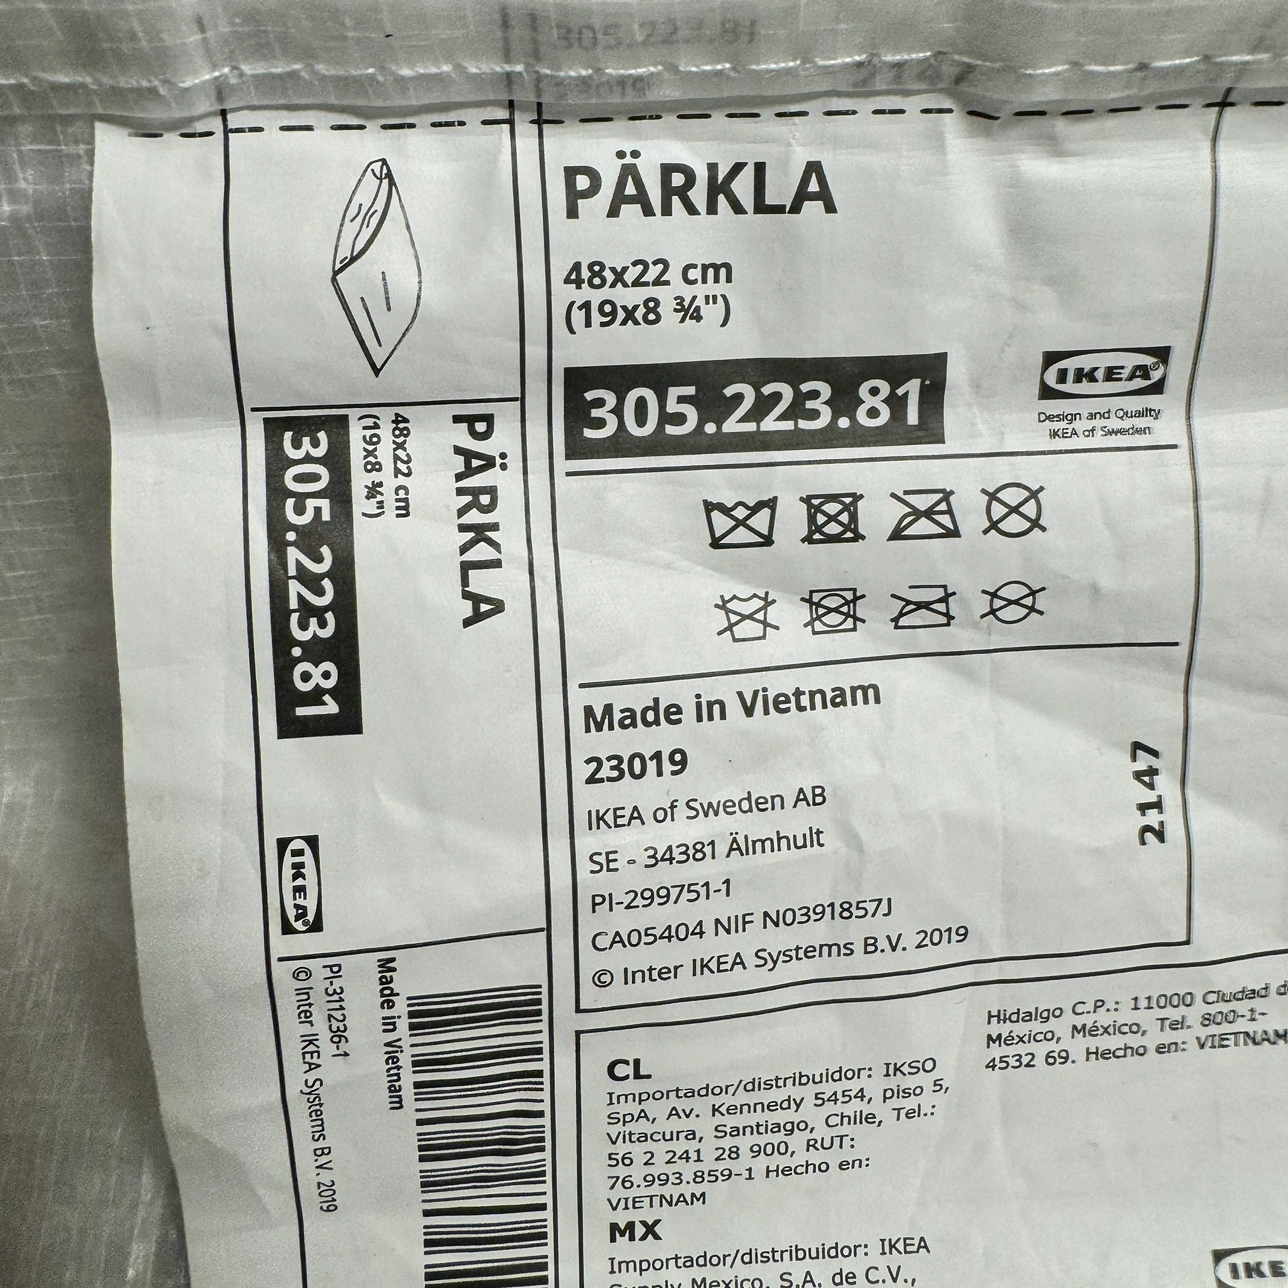 305.223.81
23019
2147
PÄRKLA
48x22 cm
(19x8 ¾")
305.223.81
IKEA®
Design and Quality
IKEA of Sweden
Made in Vietnam
23019
IKEA of Sweden AB
SE - 34381 Älmhult
PI-299751-1
CA05404 NIF N0391857J
© Inter IKEA Systems B.V. 2019
2147
PÄRKLA
48x22 cm
(19x8 ¾")
305.223.81
IKEA®
Made in Vietnam
PI-311236-1
© Inter IKEA Systems B.V. 2019
CL
Importador/distribuidor: IKSO
SpA, Av. Kennedy 5454, piso 5,
Vitacura, Santiago, Chile, Tel.:
56 2 241 28 900, RUT:
76.993.859-1 Hecho en:
VIETNAM
MX
Importador/distribuidor: IKEA
Supply Mexico, S.A. de C.V.,
Hidalgo C.P.: 11000 Ciudad
México, México, Tel. 800-1-
4532 69. Hecho en: VIETNAM